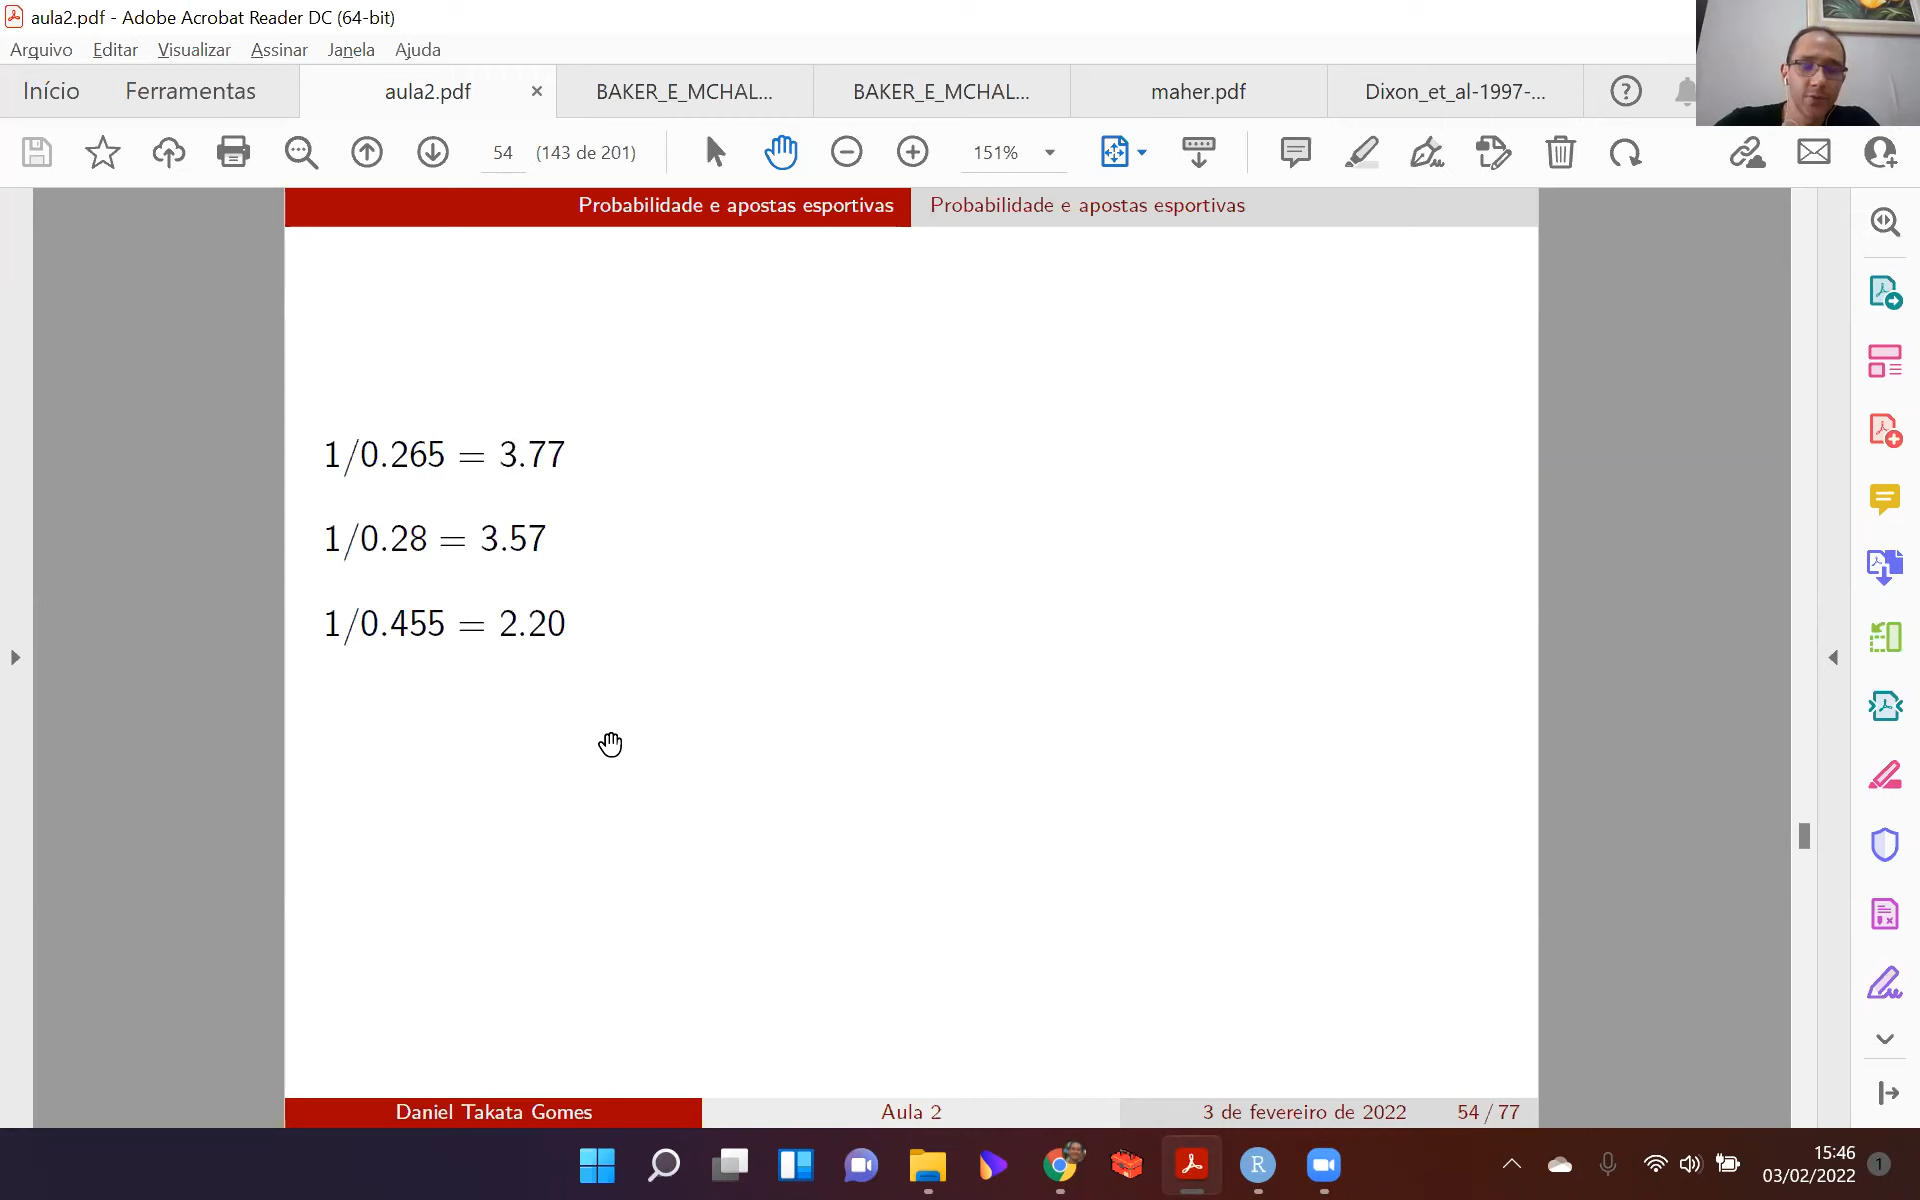 aula2.pdf - Adobe Acrobat Reader DC (64-bit)
Arquivo Editar Visualizar Assinar Janela Ajuda
Início Ferramentas aula2.pdf × BAKER_E_MCHAL... BAKER_E_MCHAL... maher.pdf Dixon_et_al-1997-...
54 (143 de 201) 151%
Probabilidade e apostas esportivas Probabilidade e apostas esportivas
1/0.265 = 3.77
1/0.28 = 3.57
1/0.455 = 2.20
Daniel Takata Gomes Aula 2 3 de fevereiro de 2022 54 / 77
15:46
03/02/2022
1